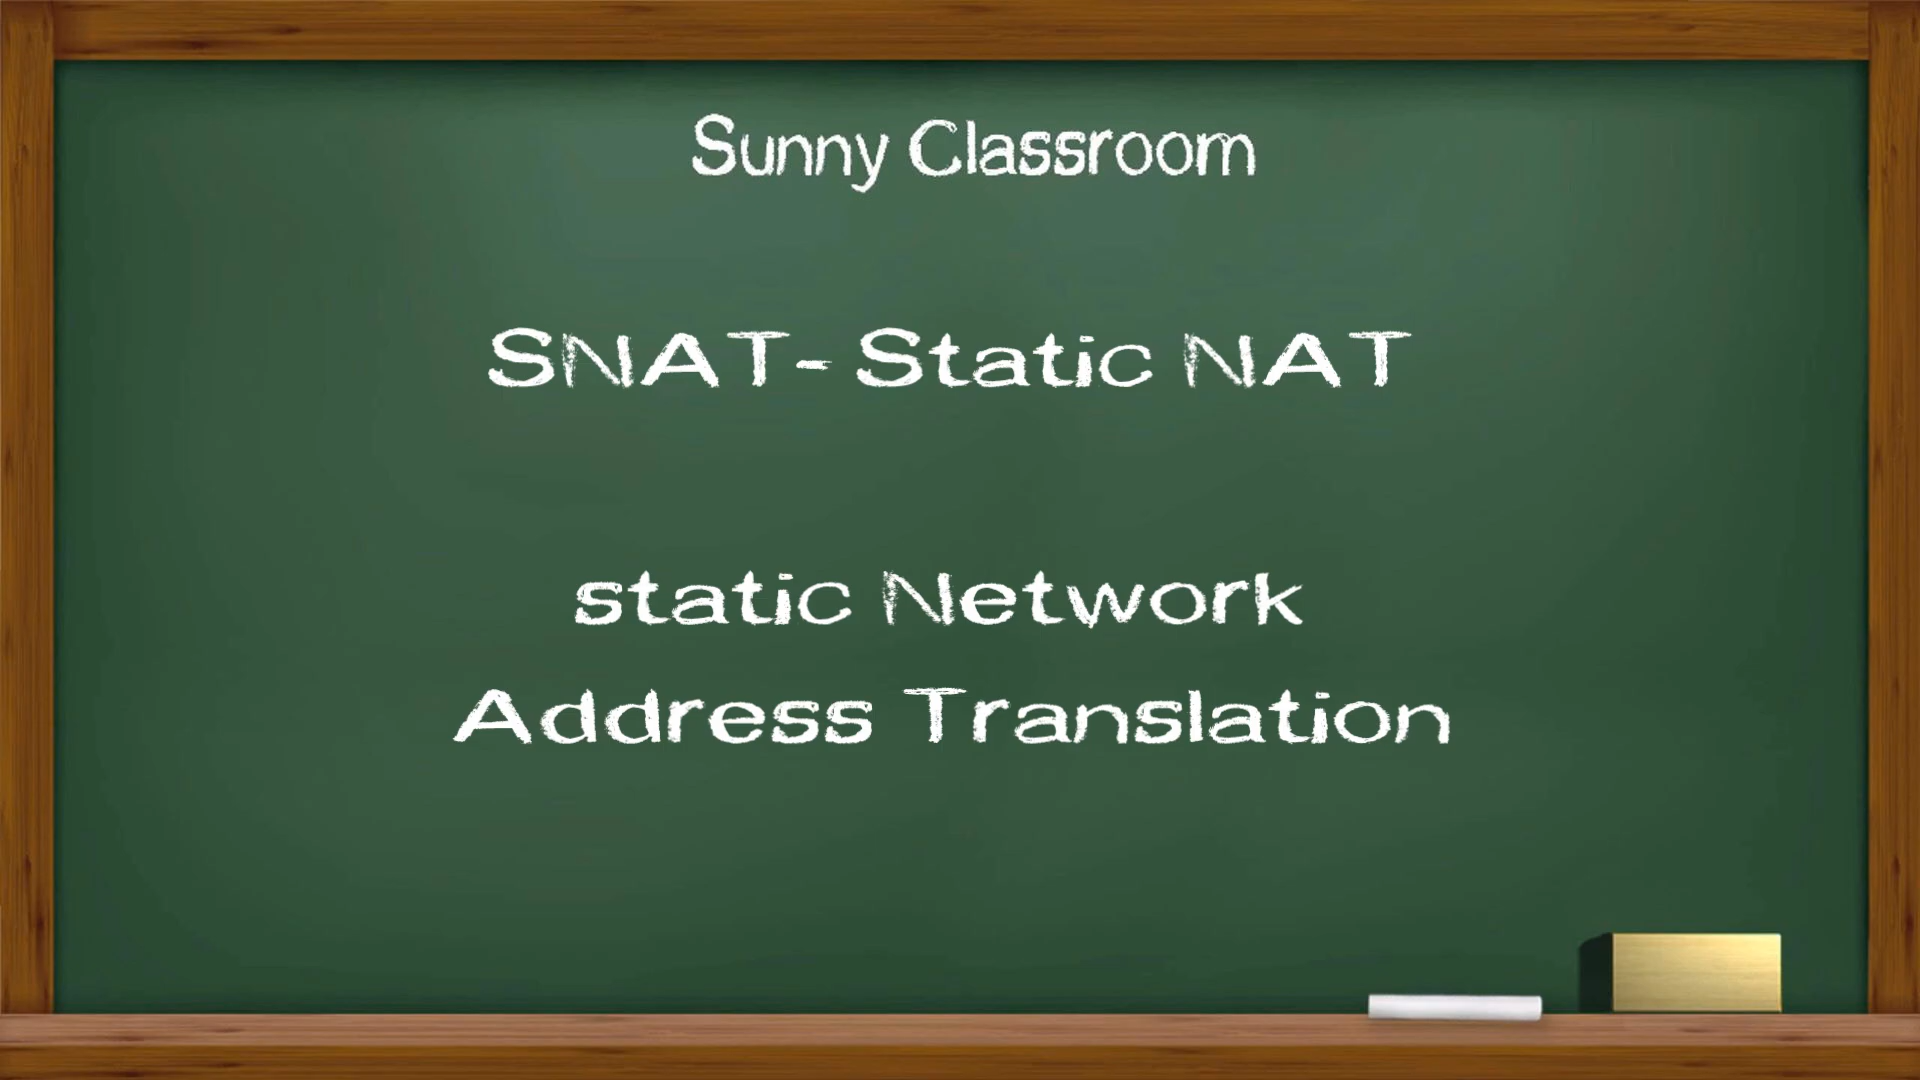 Sunny Classroom
SNAT- Static NAT
static Network
Address Translation